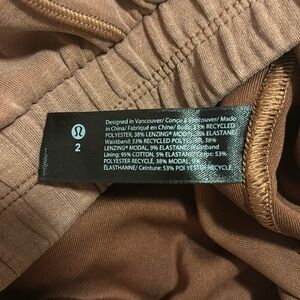 2
Designed in Vancouver/ Conçu à Vancouver/ Made
in China/ Fabriqué en Chine/ Body: 53% RECYCLED
POLYESTER, 38% LENZING® MODAL, 9% ELASTANE/
Waistband: 53% RECYCLED POLYESTER, 38%
LENZING® MODAL, 9% ELASTANE/ Waistband
Lining: 95% COTTON, 5% ELASTANE/ Corps: 53%
POLYESTER RECYCLÉ, 38% LENZING® MODAL, 9%
ÉLASTHANNE/ Ceinture: 53% POLYESTER RECYCLÉ